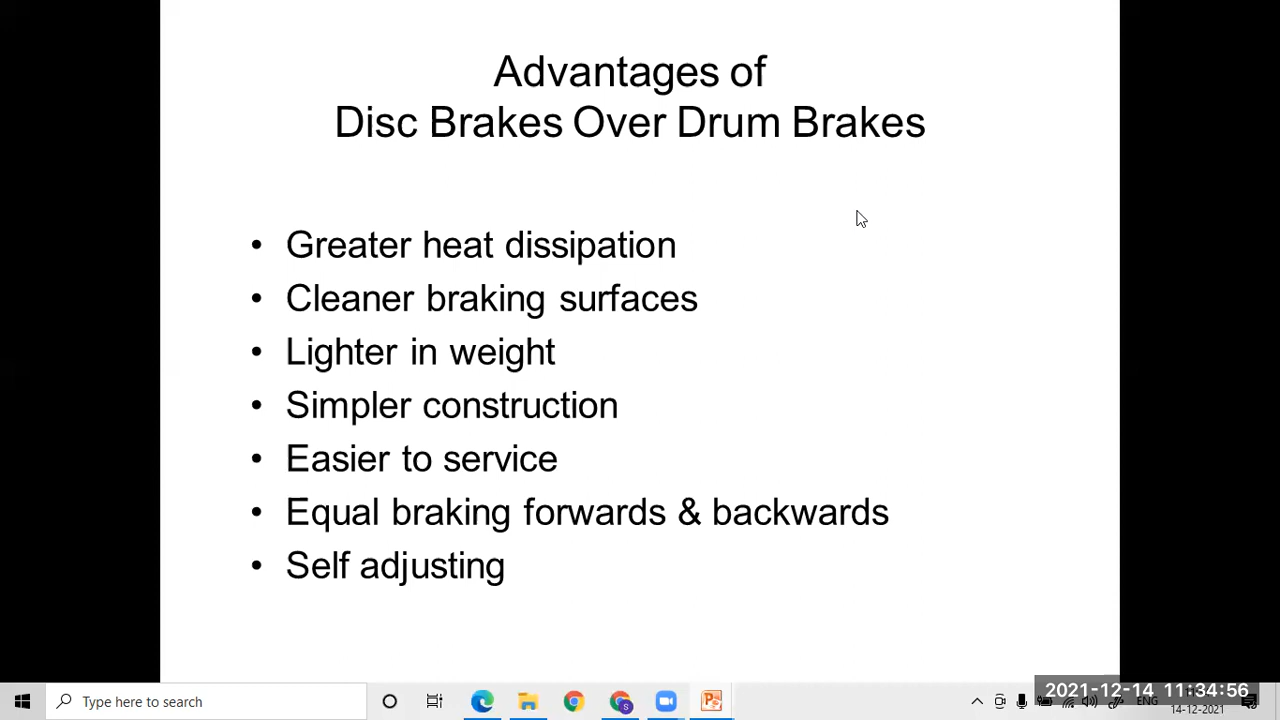 Advantages of
Disc Brakes Over Drum Brakes
• Greater heat dissipation
• Cleaner braking surfaces
• Lighter in weight
• Simpler construction
• Easier to service
• Equal braking forwards & backwards
• Self adjusting
Type here to search
2021-12-14 11:34:56
ENG
14-12-2021